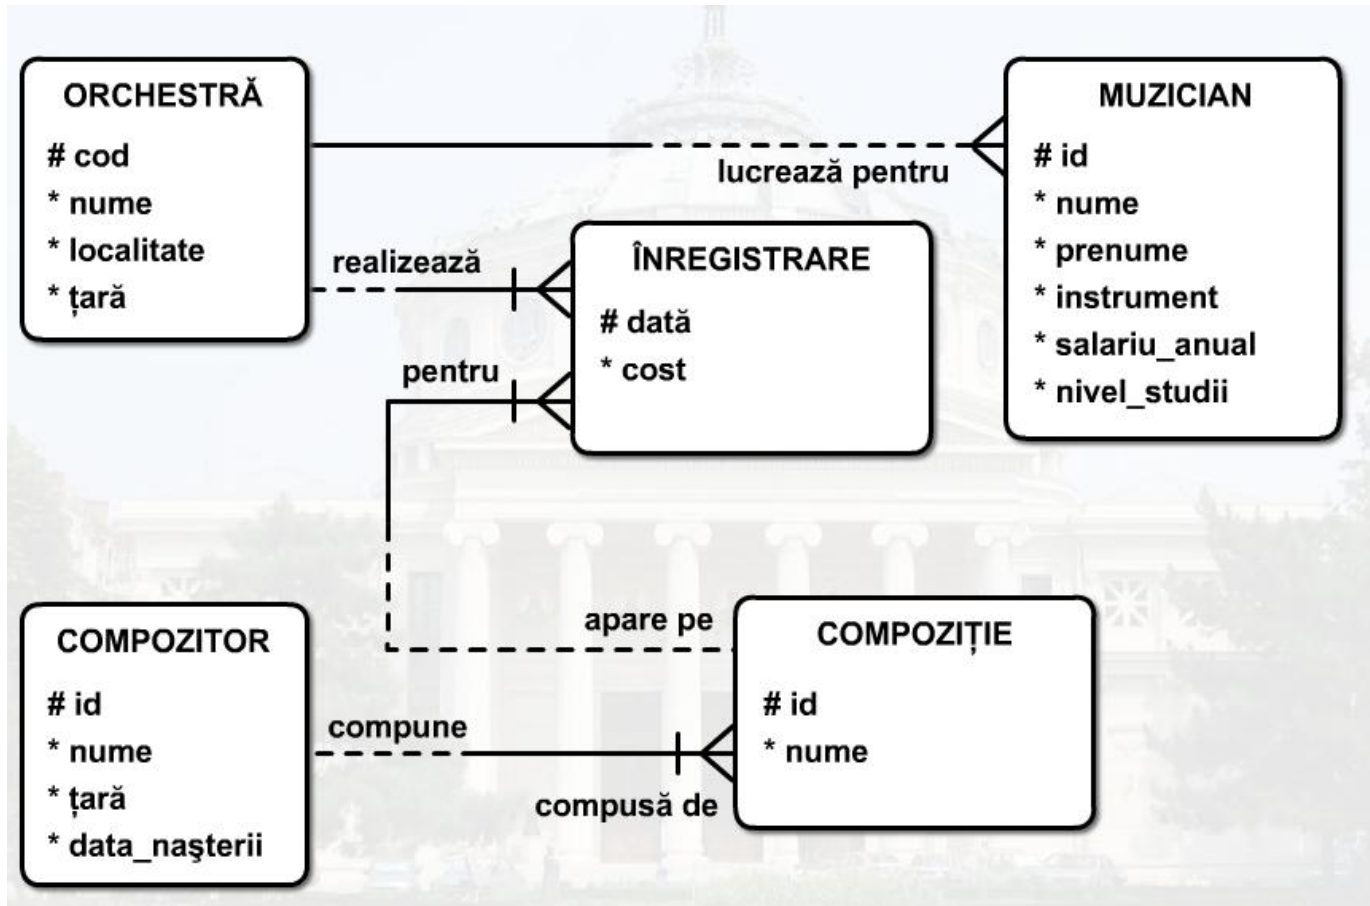 ORCHESTRĂ
# cod
* nume
* localitate
* țară
MUZICIAN
# id
* nume
* prenume
* instrument
* salariu_anual
* nivel_studii
lucrează pentru
realizează
ÎNREGISTRARE
# dată
* cost
pentru
apare pe
COMPOZITOR
# id
* nume
* țară
* data_naşterii
compune
compusă de
COMPOZIȚIE
# id
* nume